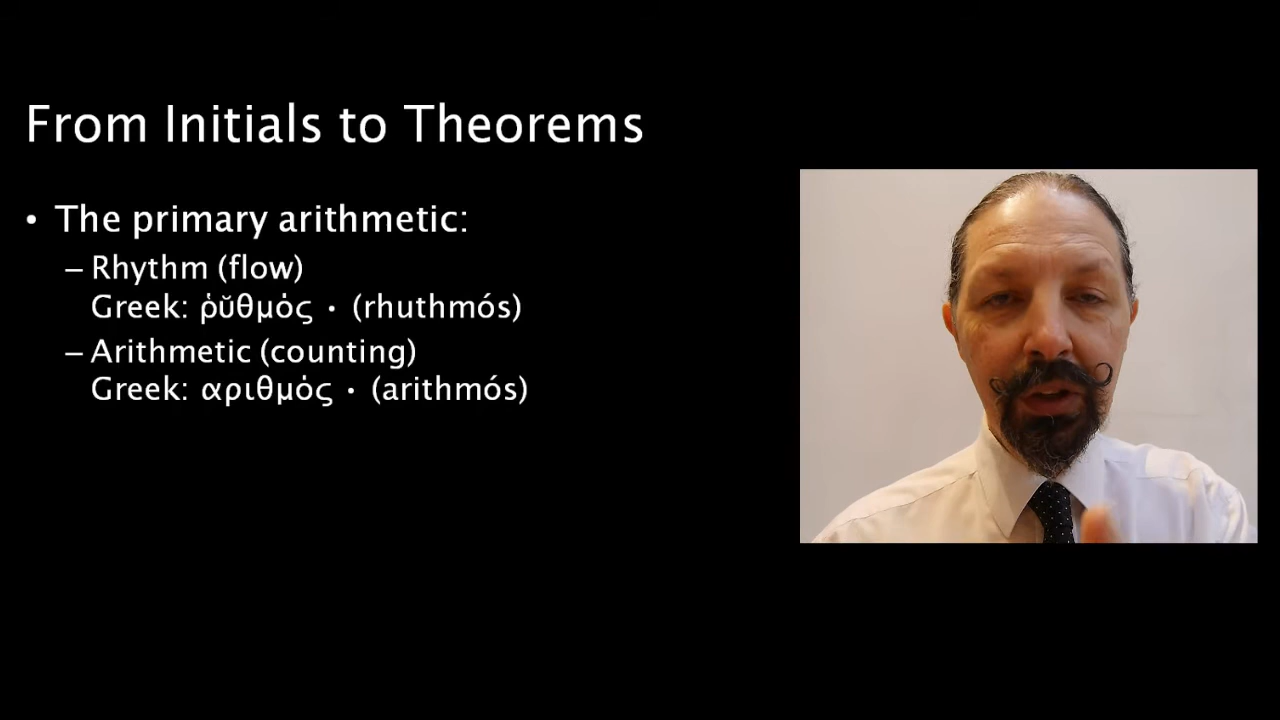 From Initials to Theorems
• The primary arithmetic:
– Rhythm (flow)
Greek: ῥῠθμός • (rhuthmós)
– Arithmetic (counting)
Greek: αριθμός • (arithmós)